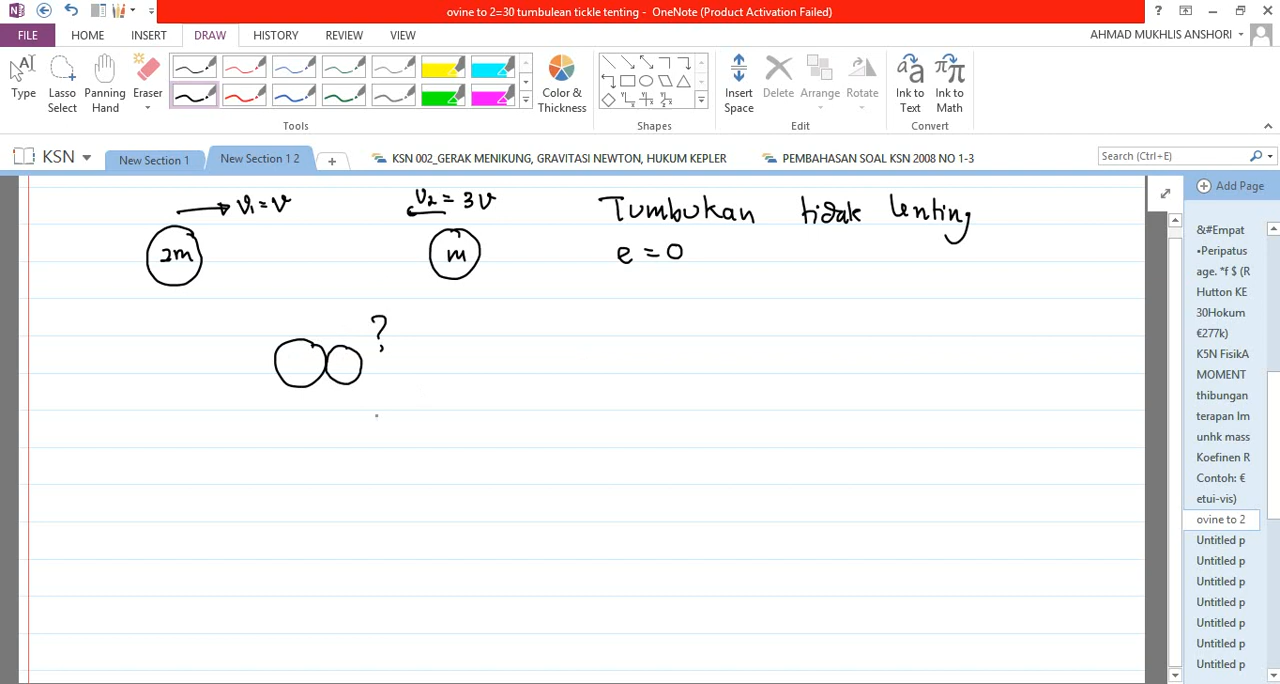 ovine to 2=30 tumbulean tickle tenting - OneNote (Product Activation Failed)
FILE HOME INSERT DRAW HISTORY REVIEW VIEW
AHMAD MUKHLIS ANSHORI
Type Lasso Select Panning Hand Eraser
Color & Thickness
Insert Space Delete Arrange Rotate
Ink to Text Ink to Math
Tools Shapes Edit Convert
KSN New Section 1 New Section 1 2 KSN 002_GERAK MENIKUNG, GRAVITASI NEWTON, HUKUM KEPLER PEMBAHASAN SOAL KSN 2008 NO 1-3
Search (Ctrl+E)
Add Page
v1 = v
v2 = 3v
Tumbukan tidak lenting
2m
m
e = 0
?
&#Empat
•Peripatus
age. *f $ (R
Hutton KE
30Hokum
€277k)
K5N FisikA
MOMENT
thibungan
terapan Im
unhk mass
Koefinen R
Contoh: €
etui-vis)
ovine to 2
Untitled p
Untitled p
Untitled p
Untitled p
Untitled p
Untitled p
Untitled p